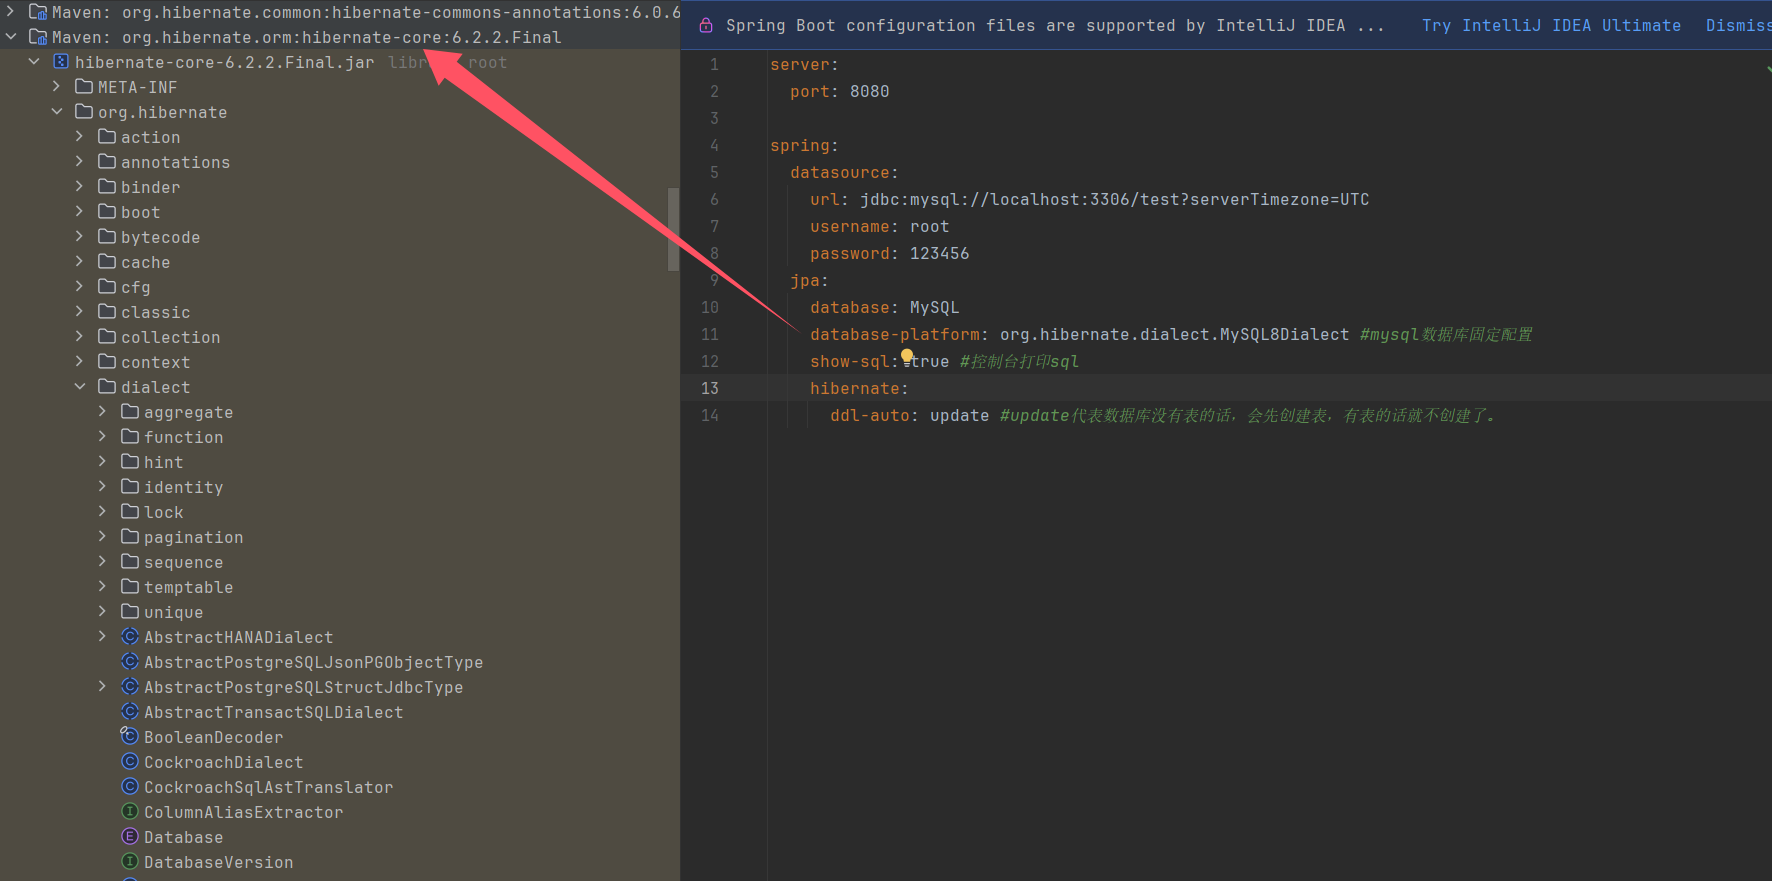 Maven: org.hibernate.common:hibernate-commons-annotations:6.0.6
Maven: org.hibernate.orm:hibernate-core:6.2.2.Final
hibernate-core-6.2.2.Final.jar root
META-INF
org.hibernate
action
annotations
binder
boot
bytecode
cache
cfg
classic
collection
context
dialect
aggregate
function
hint
identity
lock
pagination
sequence
temptable
unique
AbstractHANADialect
AbstractPostgreSQLJsonPGObjectType
AbstractPostgreSQLStructJdbcType
AbstractTransactSQLDialect
BooleanDecoder
CockroachDialect
CockroachSqlAstTranslator
ColumnAliasExtractor
Database
DatabaseVersion
Spring Boot configuration files are supported by IntelliJ IDEA ... Try IntelliJ IDEA Ultimate Dismiss
1 server:
2 port: 8080
3
4 spring:
5 datasource:
6 url: jdbc:mysql://localhost:3306/test?serverTimezone=UTC
7 username: root
8 password: 123456
9 jpa:
10 database: MySQL
11 database-platform: org.hibernate.dialect.MySQL8Dialect #mysql数据库固定配置
12 show-sql: true #控制台打印sql
13 hibernate:
14 ddl-auto: update #update代表数据库没有表的话，会先创建表，有表的话就不创建了。